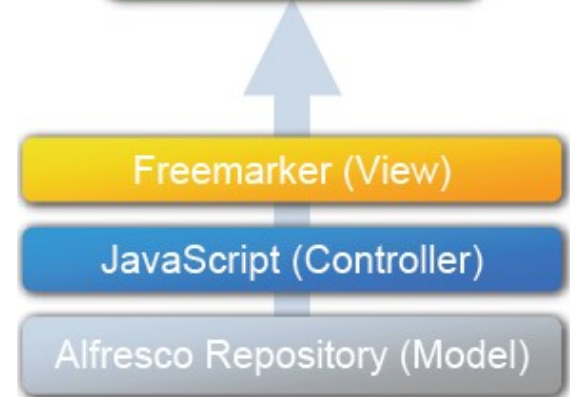 Freemarker (View)
JavaScript (Controller)
Alfresco Repository (Model)